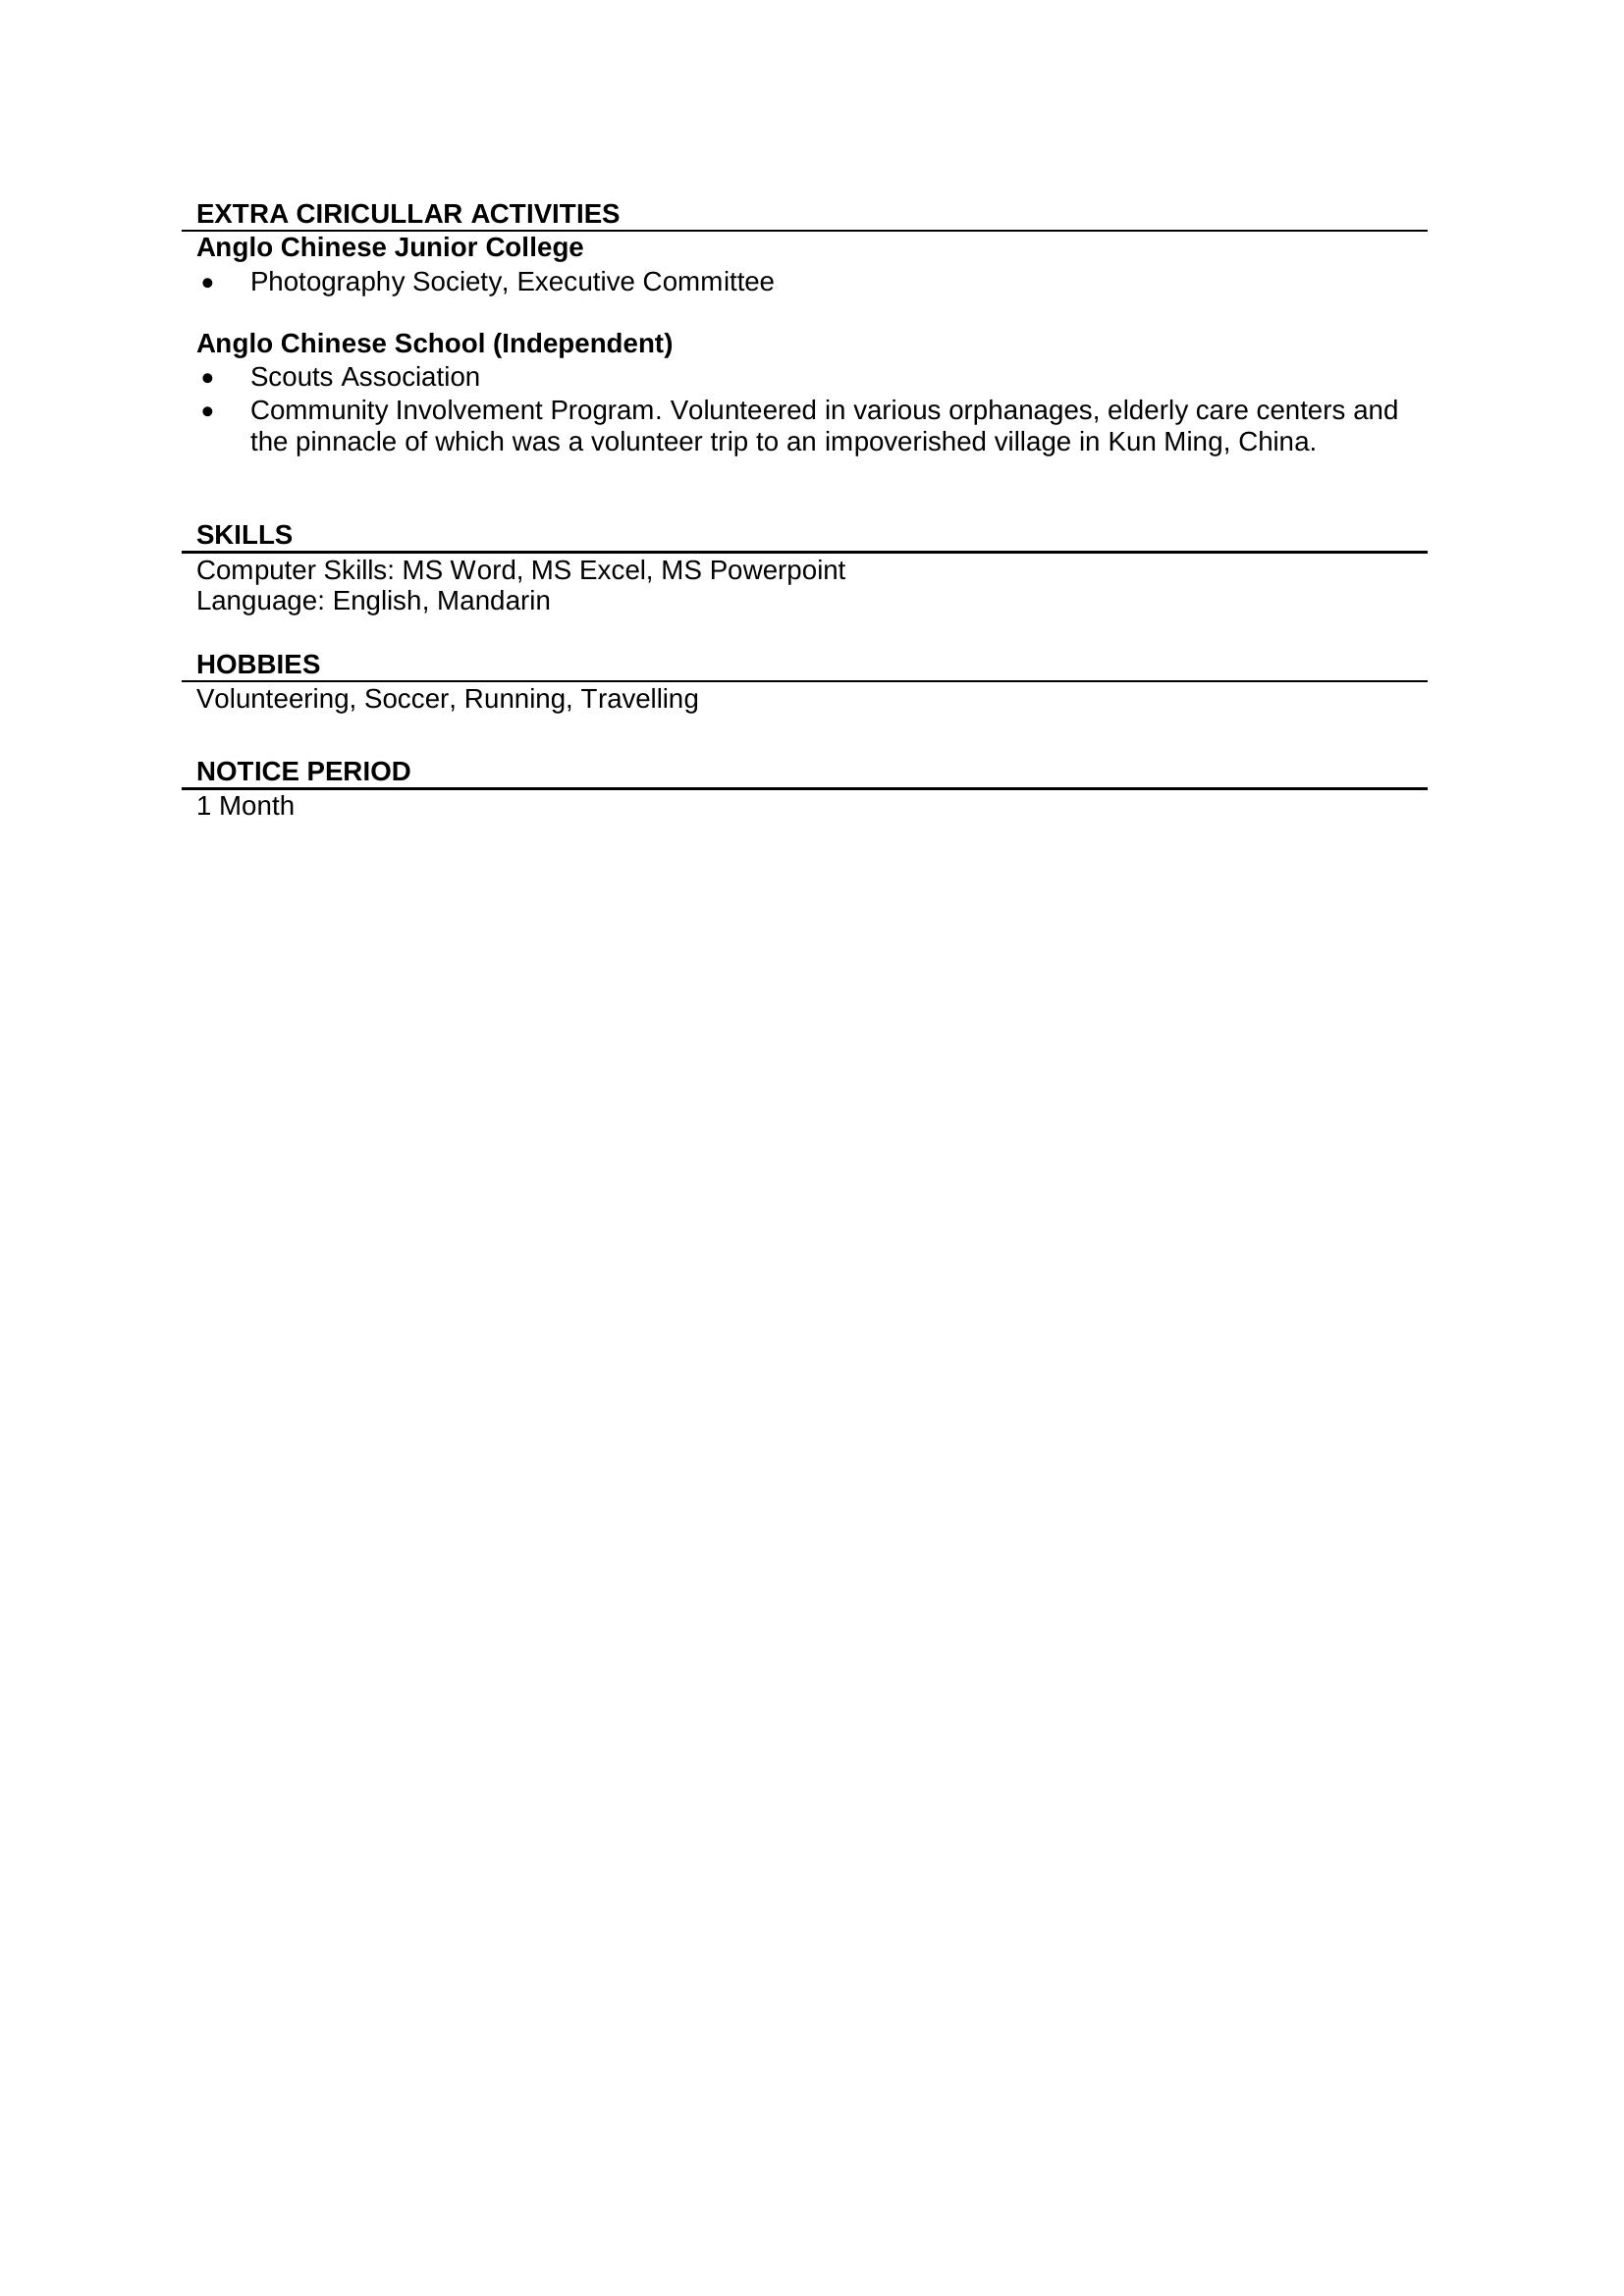 EXTRA CIRICULLAR ACTIVITIES
Anglo Chinese Junior College
• Photography Society, Executive Committee
Anglo Chinese School (Independent)
• Scouts Association
• Community Involvement Program. Volunteered in various orphanages, elderly care centers and
the pinnacle of which was a volunteer trip to an impoverished village in Kun Ming, China.
SKILLS
Computer Skills: MS Word, MS Excel, MS Powerpoint
Language: English, Mandarin
HOBBIES
Volunteering, Soccer, Running, Travelling
NOTICE PERIOD
1 Month